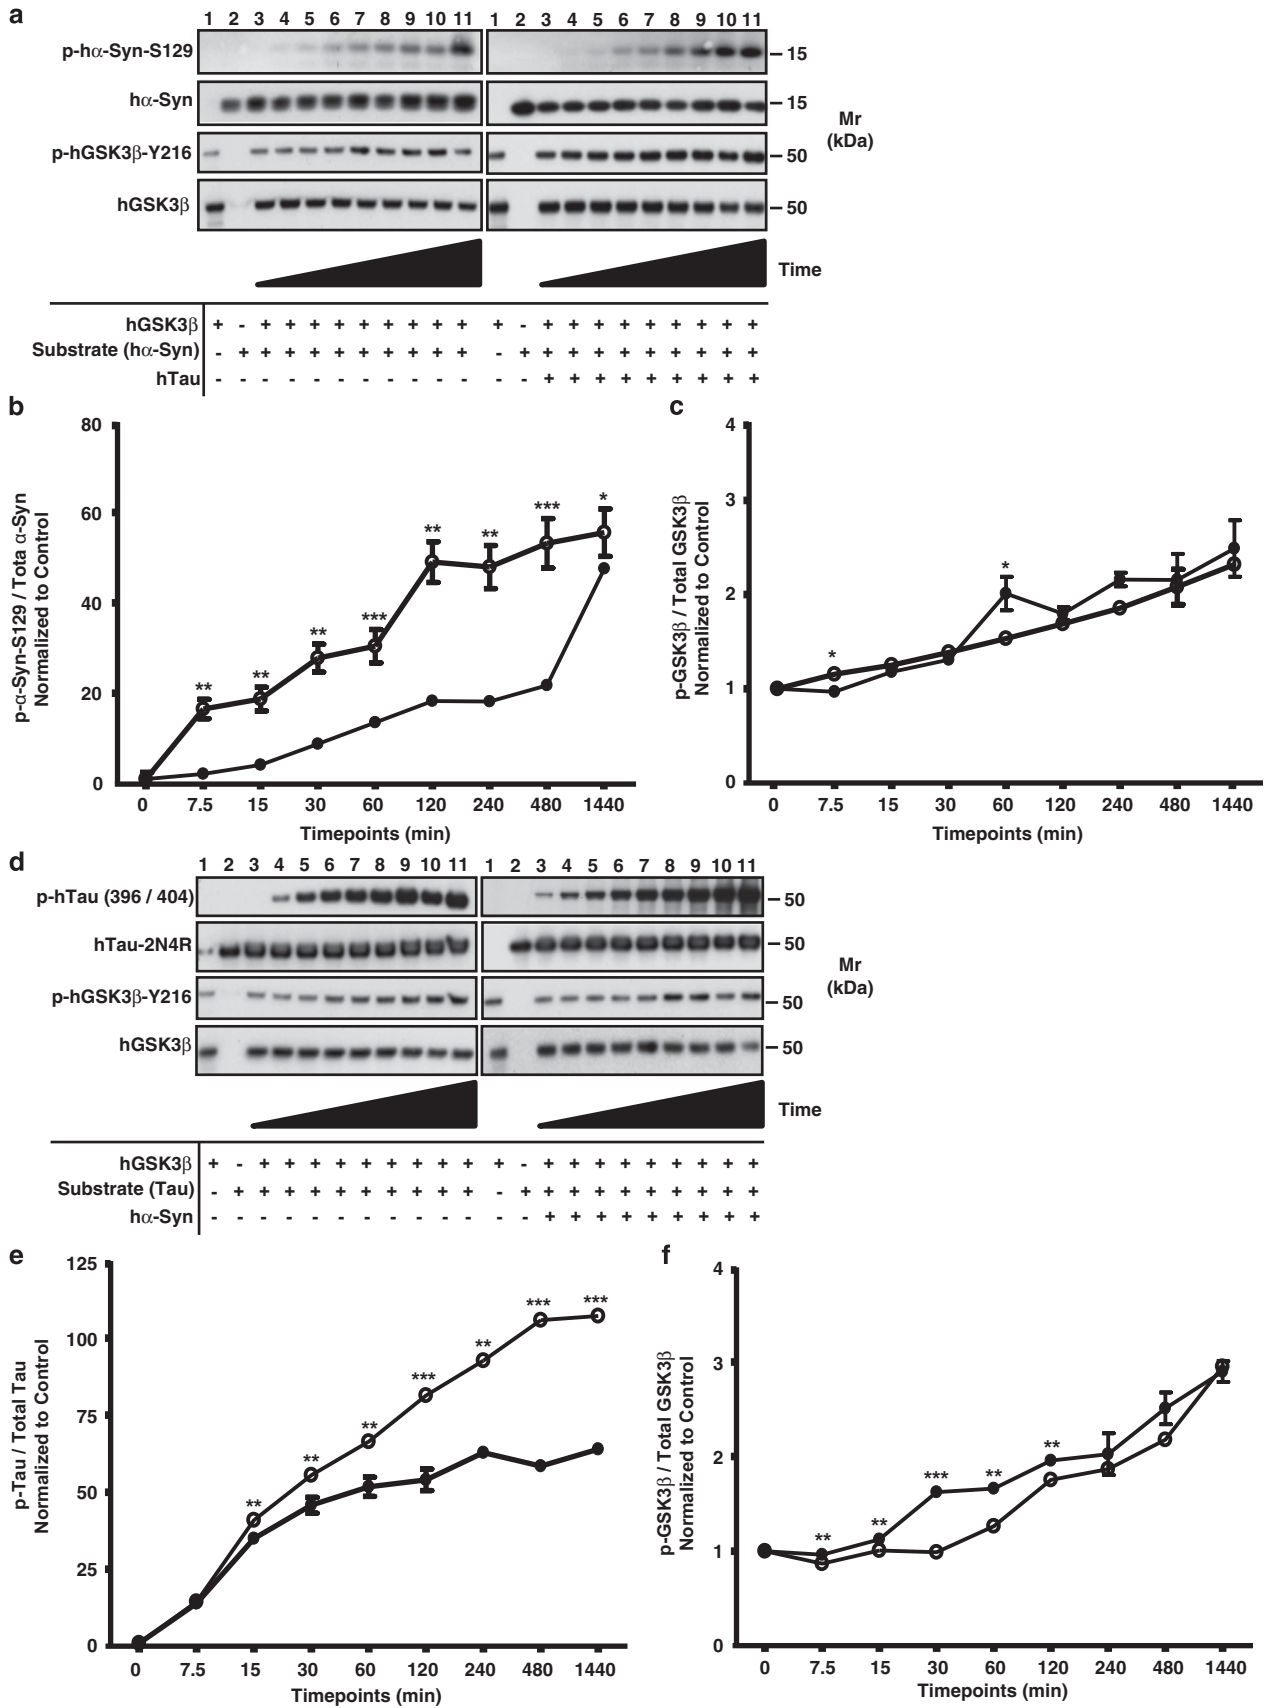 a
1 2 3 4 5 6 7 8 9 10 11 1 2 3 4 5 6 7 8 9 10 11
p-hα-Syn-S129
15
hα-Syn
15
Mr
(kDa)
p-hGSK3β-Y216
50
hGSK3β
50
Time
hGSK3β + - + + + + + + + + + + - + + + + + + + + +
Substrate (hα-Syn) - + + + + + + + + + + - + + + + + + + + + +
hTau - - - - - - - - - - - - - + + + + + + + + +
b
p-α-Syn-S129 / Tota α-Syn
Normalized to Control
80
60
40
20
0
** ** ** *** ** ** *** *
0 7.5 15 30 60 120 240 480 1440
Timepoints (min)
c
p-GSK3β / Total GSK3β
Normalized to Control
4
3
2
1
0
* *
0 7.5 15 30 60 120 240 480 1440
Timepoints (min)
d
1 2 3 4 5 6 7 8 9 10 11 1 2 3 4 5 6 7 8 9 10 11
p-hTau (396 / 404)
50
hTau-2N4R
50
Mr
(kDa)
p-hGSK3β-Y216
50
hGSK3β
50
Time
hGSK3β + - + + + + + + + + + + - + + + + + + + + +
Substrate (Tau) - + + + + + + + + + + - + + + + + + + + + +
hα-Syn - - - - - - - - - - - - - + + + + + + + + +
e
p-Tau / Total Tau
Normalized to Control
125
100
75
50
25
0
** ** ** *** ** *** ***
0 7.5 15 30 60 120 240 480 1440
Timepoints (min)
f
p-GSK3β / Total GSK3β
Normalized to Control
4
3
2
1
0
** ** *** ** **
0 7.5 15 30 60 120 240 480 1440
Timepoints (min)